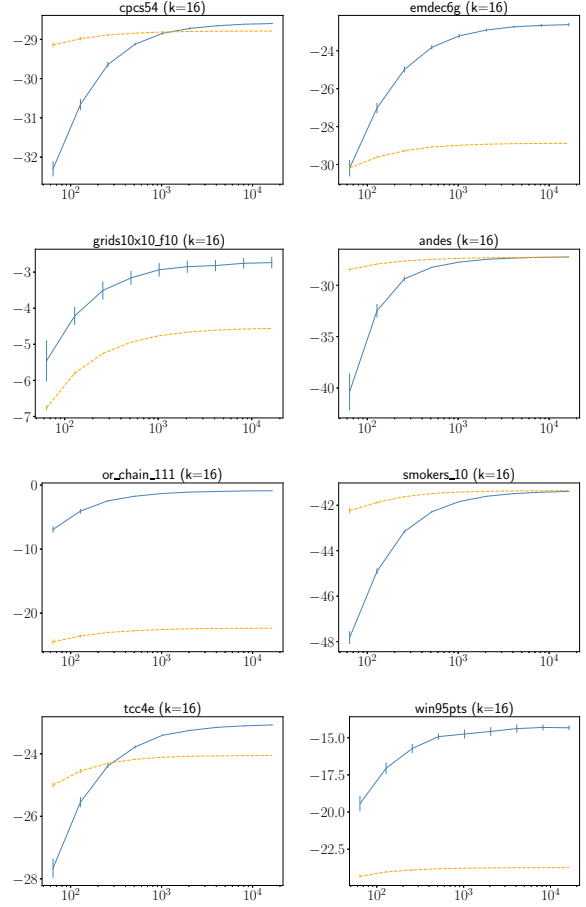 cpcs54 (k=16)
−29
−30
−31
−32
10² 10³ 10⁴
emdec6g (k=16)
−24
−26
−28
−30
10² 10³ 10⁴
grids10x10_f10 (k=16)
−3
−4
−5
−6
−7
10² 10³ 10⁴
andes (k=16)
−30
−35
−40
10² 10³ 10⁴
or_chain_111 (k=16)
0
−10
−20
10² 10³ 10⁴
smokers_10 (k=16)
−42
−44
−46
−48
10² 10³ 10⁴
tcc4e (k=16)
−24
−26
−28
10² 10³ 10⁴
win95pts (k=16)
−15.0
−17.5
−20.0
−22.5
10² 10³ 10⁴